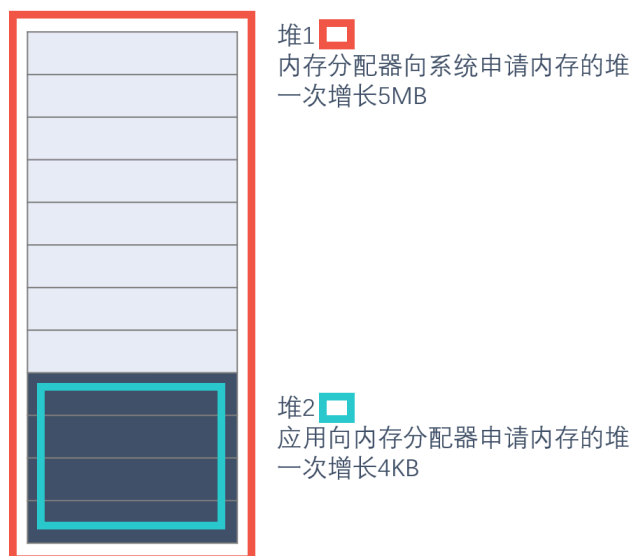 堆1
内存分配器向系统申请内存的堆
一次增长5MB
堆2
应用向内存分配器申请内存的堆
一次增长4KB